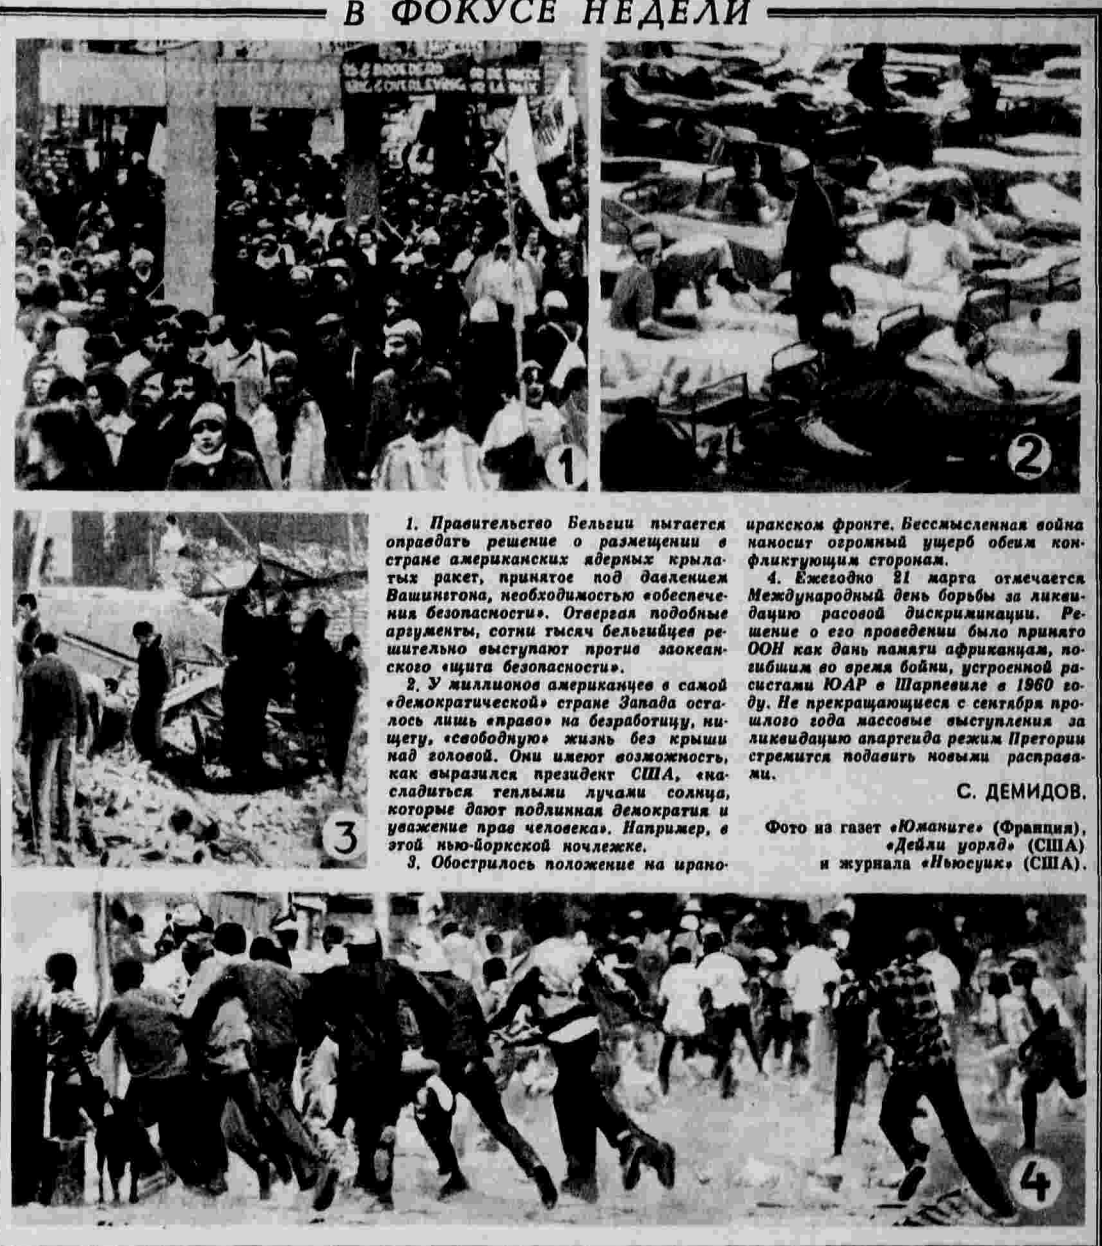 В ФОКУСЕ НЕДЕЛИ
1
2
3
1. Правительство Бельгии пытается
оправдать решение о размещении в
стране американских ядерных крыла-
тых ракет, принятое под давлением
Вашингтона, необходимостью «обеспече-
ния безопасности». Отвергая подобные
аргументы, сотни тысяч бельгийцев ре-
шительно выступают против заокеан-
ского «щита безопасности».
2. У миллионов американцев в самой
«демократической» стране Запада оста-
лось лишь «право» на безработицу, ни-
щету, «свободную» жизнь без крыши
над головой. Они имеют возможность,
как выразился президент США, «на-
сладиться теплыми лучами солнца,
которые дают подлинная демократия и
уважение прав человека». Например, в
этой нью-йоркской ночлежке.
3. Обострилось положение на ирано-
иракском фронте. Бессмысленная война
наносит огромный ущерб обеим кон-
фликтующим сторонам.
4. Ежегодно 21 марта отмечается
Международный день борьбы за ликви-
дацию расовой дискриминации. Ре-
шение о его проведении было принято
ООН как дань памяти африканцам, по-
гибшим во время бойни, устроенной ра-
систами ЮАР в Шарпевиле в 1960 го-
ду. Не прекращающиеся с сентября про-
шлого года массовые выступления за
ликвидацию апартеида режим Претории
стремится подавить новыми расправа-
ми.
С. ДЕМИДОВ.
Фото из газет «Юманите» (Франция),
«Дейли уорлд» (США)
и журнала «Ньюсуик» (США).
4